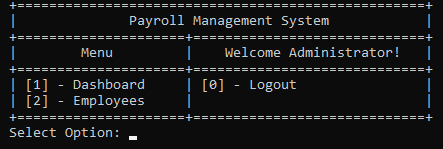 Payroll Management System
Menu | Welcome Administrator!
[1] - Dashboard | [0] - Logout
[2] - Employees
Select Option: